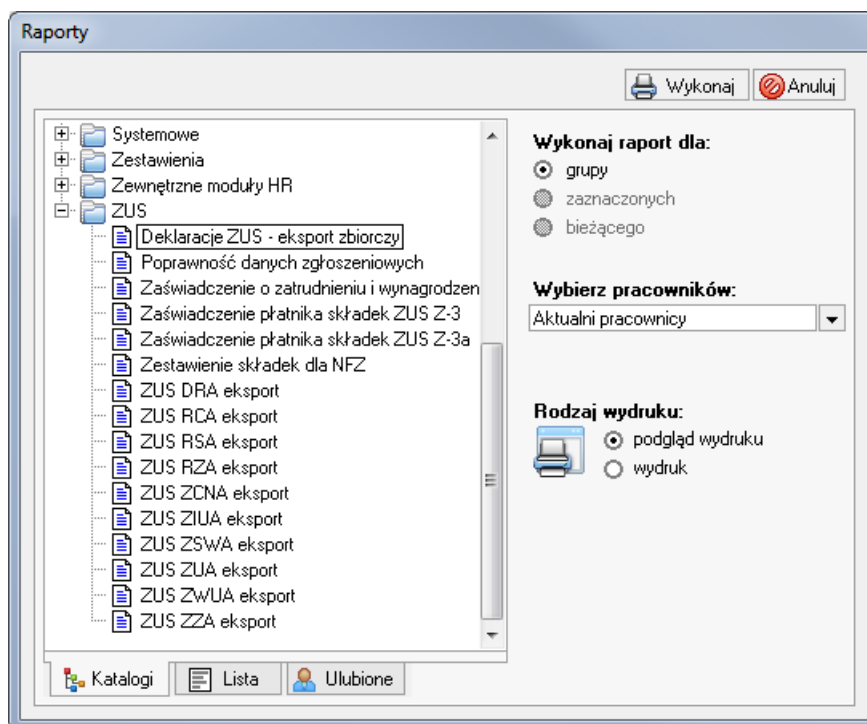 Raporty
Wykonaj
Anuluj
Systemowe
Zestawienia
Zewnętrzne moduły HR
ZUS
Deklaracje ZUS - eksport zbiorczy
Poprawność danych zgłoszeniowych
Zaświadczenie o zatrudnieniu i wynagrodzen
Zaświadczenie płatnika składek ZUS Z-3
Zaświadczenie płatnika składek ZUS Z-3a
Zestawienie składek dla NFZ
ZUS DRA eksport
ZUS RCA eksport
ZUS RSA eksport
ZUS RZA eksport
ZUS ZCNA eksport
ZUS ZIUA eksport
ZUS ZSWA eksport
ZUS ZUA eksport
ZUS ZWUA eksport
ZUS ZZA eksport
Katalogi
Lista
Ulubione
Wykonaj raport dla:
grupy
zaznaczonych
bieżącego
Wybierz pracowników:
Aktualni pracownicy
Rodzaj wydruku:
podgląd wydruku
wydruk